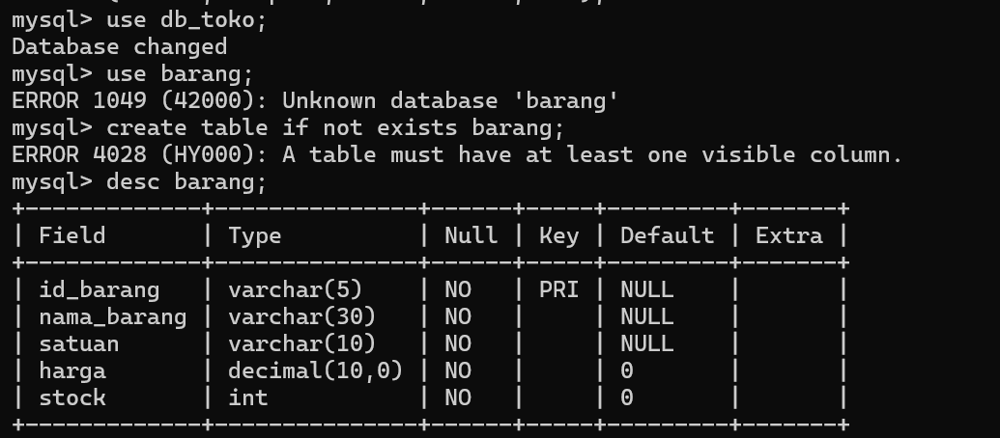 mysql> use db_toko;
Database changed
mysql> use barang;
ERROR 1049 (42000): Unknown database 'barang'
mysql> create table if not exists barang;
ERROR 4028 (HY000): A table must have at least one visible column.
mysql> desc barang;
+--------------+---------------+------+-----+---------+-------+
| Field        | Type          | Null | Key | Default | Extra |
+--------------+---------------+------+-----+---------+-------+
| id_barang    | varchar(5)    | NO   | PRI | NULL    |       |
| nama_barang  | varchar(30)   | NO   |     | NULL    |       |
| satuan       | varchar(10)   | NO   |     | NULL    |       |
| harga        | decimal(10,0) | NO   |     | 0       |       |
| stock        | int           | NO   |     | 0       |       |
+--------------+---------------+------+-----+---------+-------+